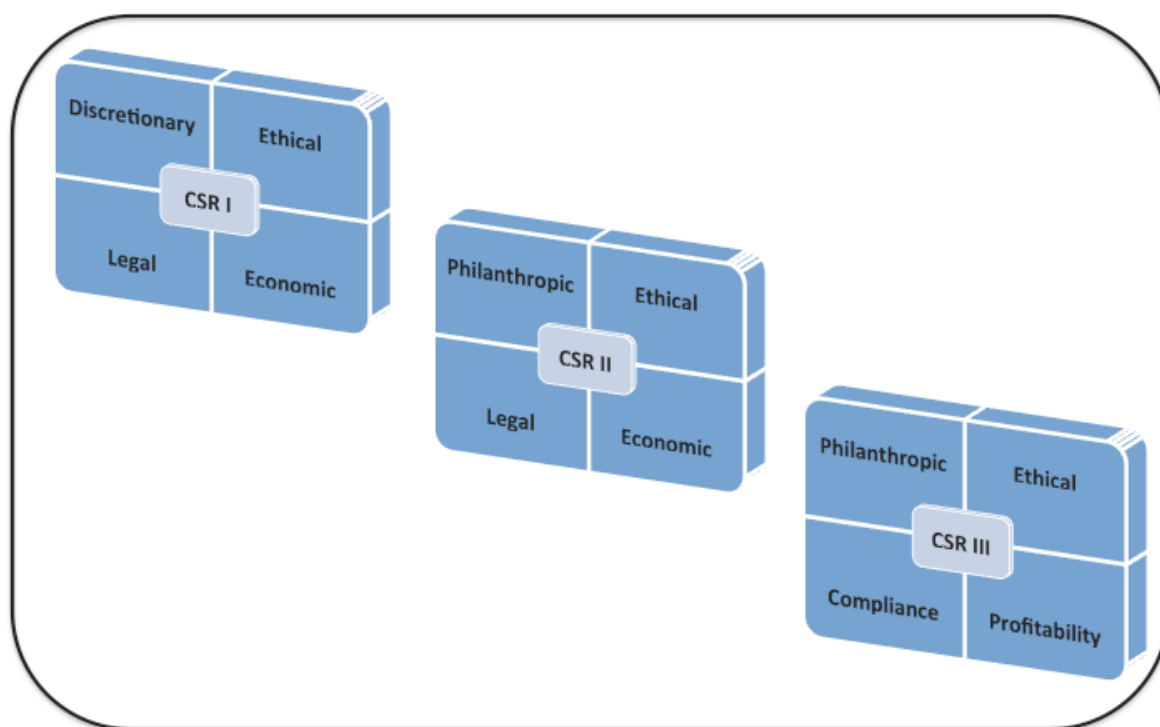 Discretionary
Ethical
CSR I
Legal
Economic
Philanthropic
Ethical
CSR II
Legal
Economic
Philanthropic
Ethical
CSR III
Compliance
Profitability